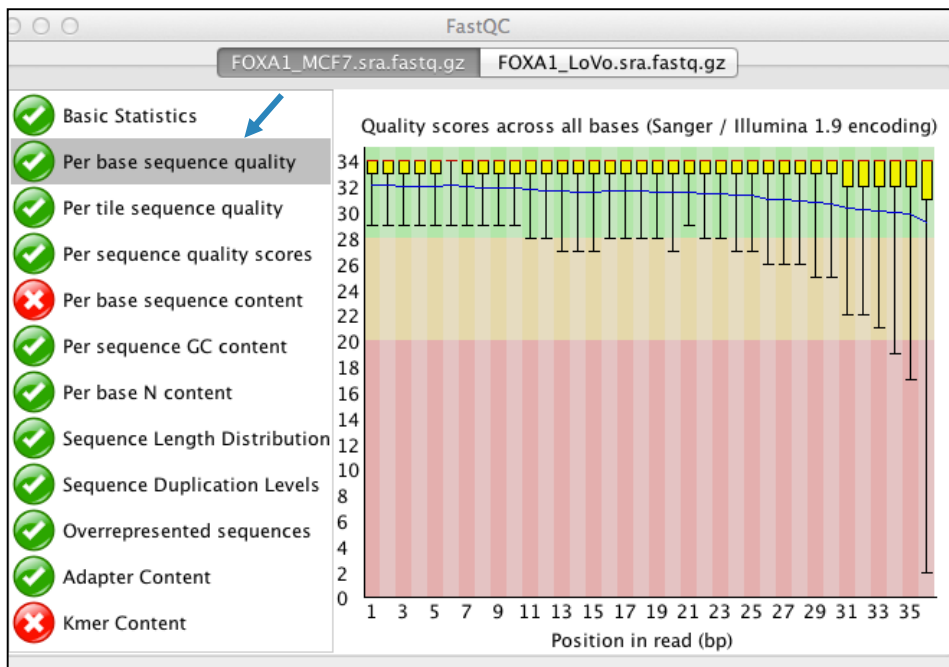 FastQC
FOXA1_MCF7.sra.fastq.gz FOXA1_LoVo.sra.fastq.gz
Basic Statistics
Per base sequence quality
Per tile sequence quality
Per sequence quality scores
Per base sequence content
Per sequence GC content
Per base N content
Sequence Length Distribution
Sequence Duplication Levels
Overrepresented sequences
Adapter Content
Kmer Content
Quality scores across all bases (Sanger / Illumina 1.9 encoding)
34
32
30
28
26
24
22
20
18
16
14
12
10
8
6
4
2
0
1 3 5 7 9 11 13 15 17 19 21 23 25 27 29 31 33 35
Position in read (bp)